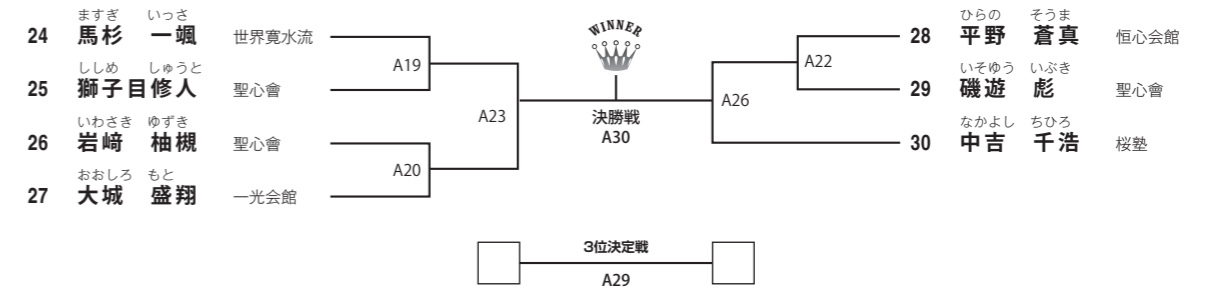 ますぎ いっさ
24 馬杉 一颯 世界寛水流
A19
ししめ しゅうと
25 獅子目修人 聖心會
A23
いわさき ゆずき
26 岩﨑 柚槻 聖心會
A20
おおしろ もと
27 大城 盛翔 一光会館
WINNER
決勝戦
A30
ひらの そうま
28 平野 蒼真 恒心会館
A22
いそゆう いぶき
29 磯遊 彪 聖心會
A26
なかよし ちひろ
30 中吉 千浩 桜塾
3位決定戦
A29